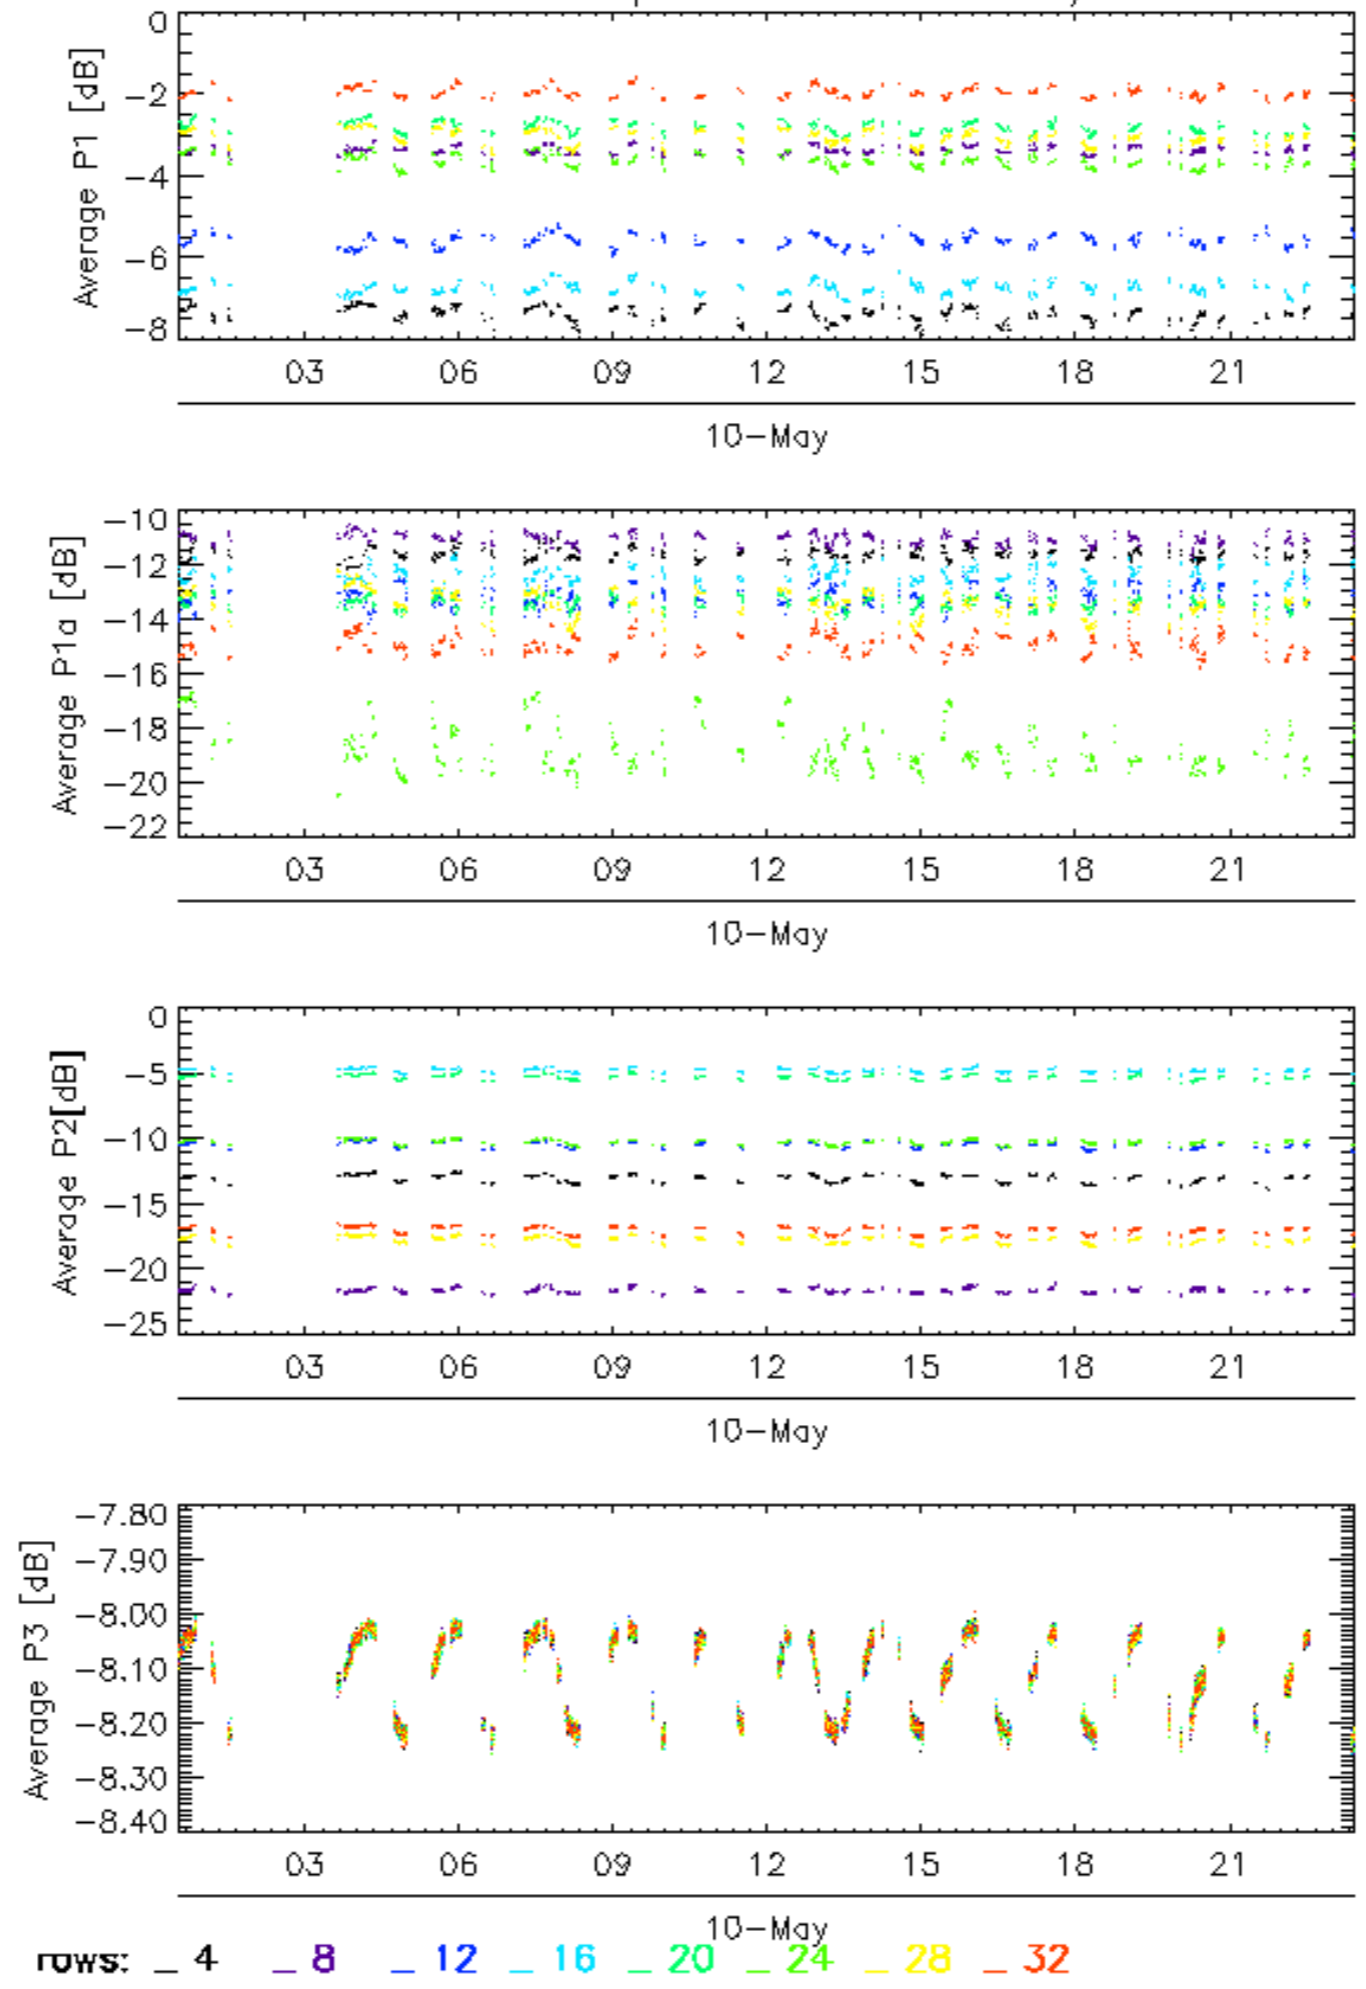 0
-2
-4
-6
-8
Average P1 [dB]
03 06 09 12 15 18 21
10-May
-10
-12
-14
-16
-18
-20
-22
Average P1a [dB]
03 06 09 12 15 18 21
10-May
0
-5
-10
-15
-20
-25
Average P2[dB]
03 06 09 12 15 18 21
10-May
-7.80
-7.90
-8.00
-8.10
-8.20
-8.30
-8.40
Average P3 [dB]
03 06 09 12 15 18 21
10-May
rows: _ 4 _ 8 _ 12 _ 16 _ 20 _ 24 _ 28 _ 32